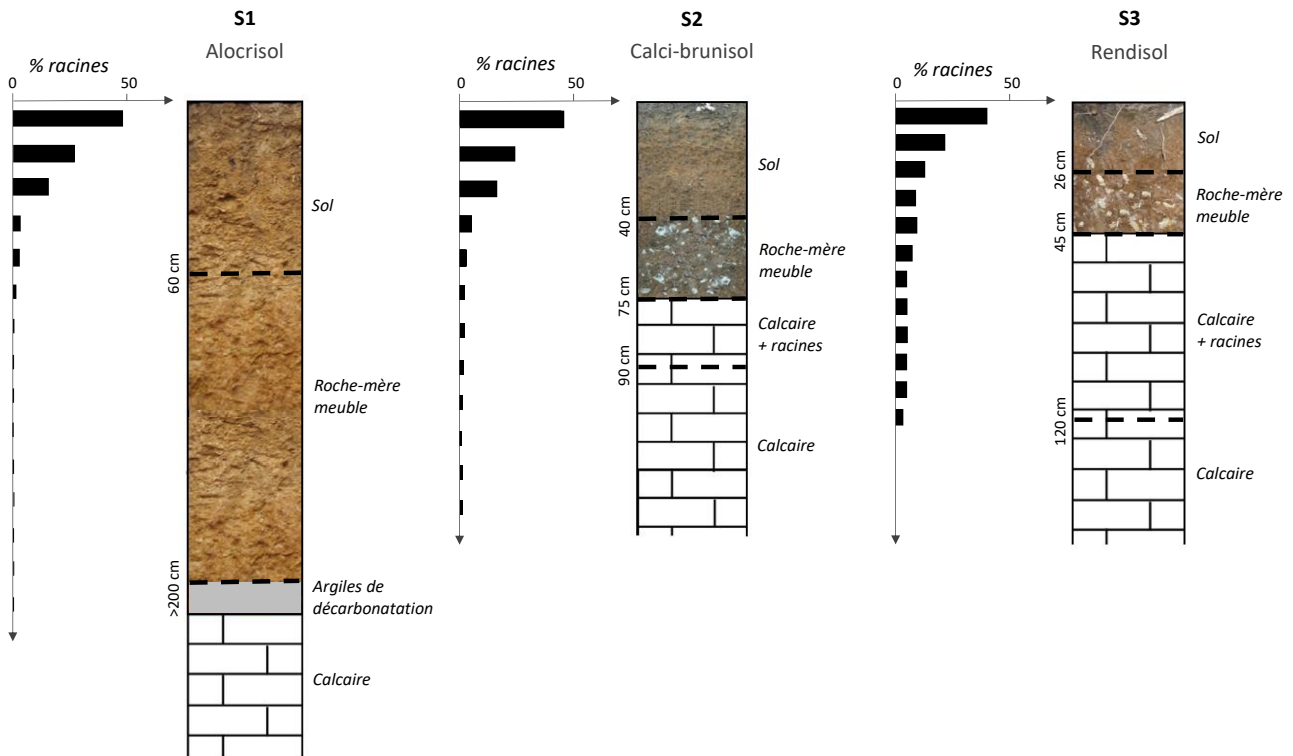 S1
Alocrisol
% racines
0
50
Sol
60 cm
Roche-mère
meuble
>200 cm
Argiles de
décarbonatation
Calcaire
S2
Calci-brunisol
% racines
0
50
Sol
40 cm
Roche-mère
meuble
75 cm
Calcaire
+ racines
90 cm
Calcaire
S3
Rendisol
% racines
0
50
Sol
26 cm
Roche-mère
meuble
45 cm
Calcaire
+ racines
120 cm
Calcaire